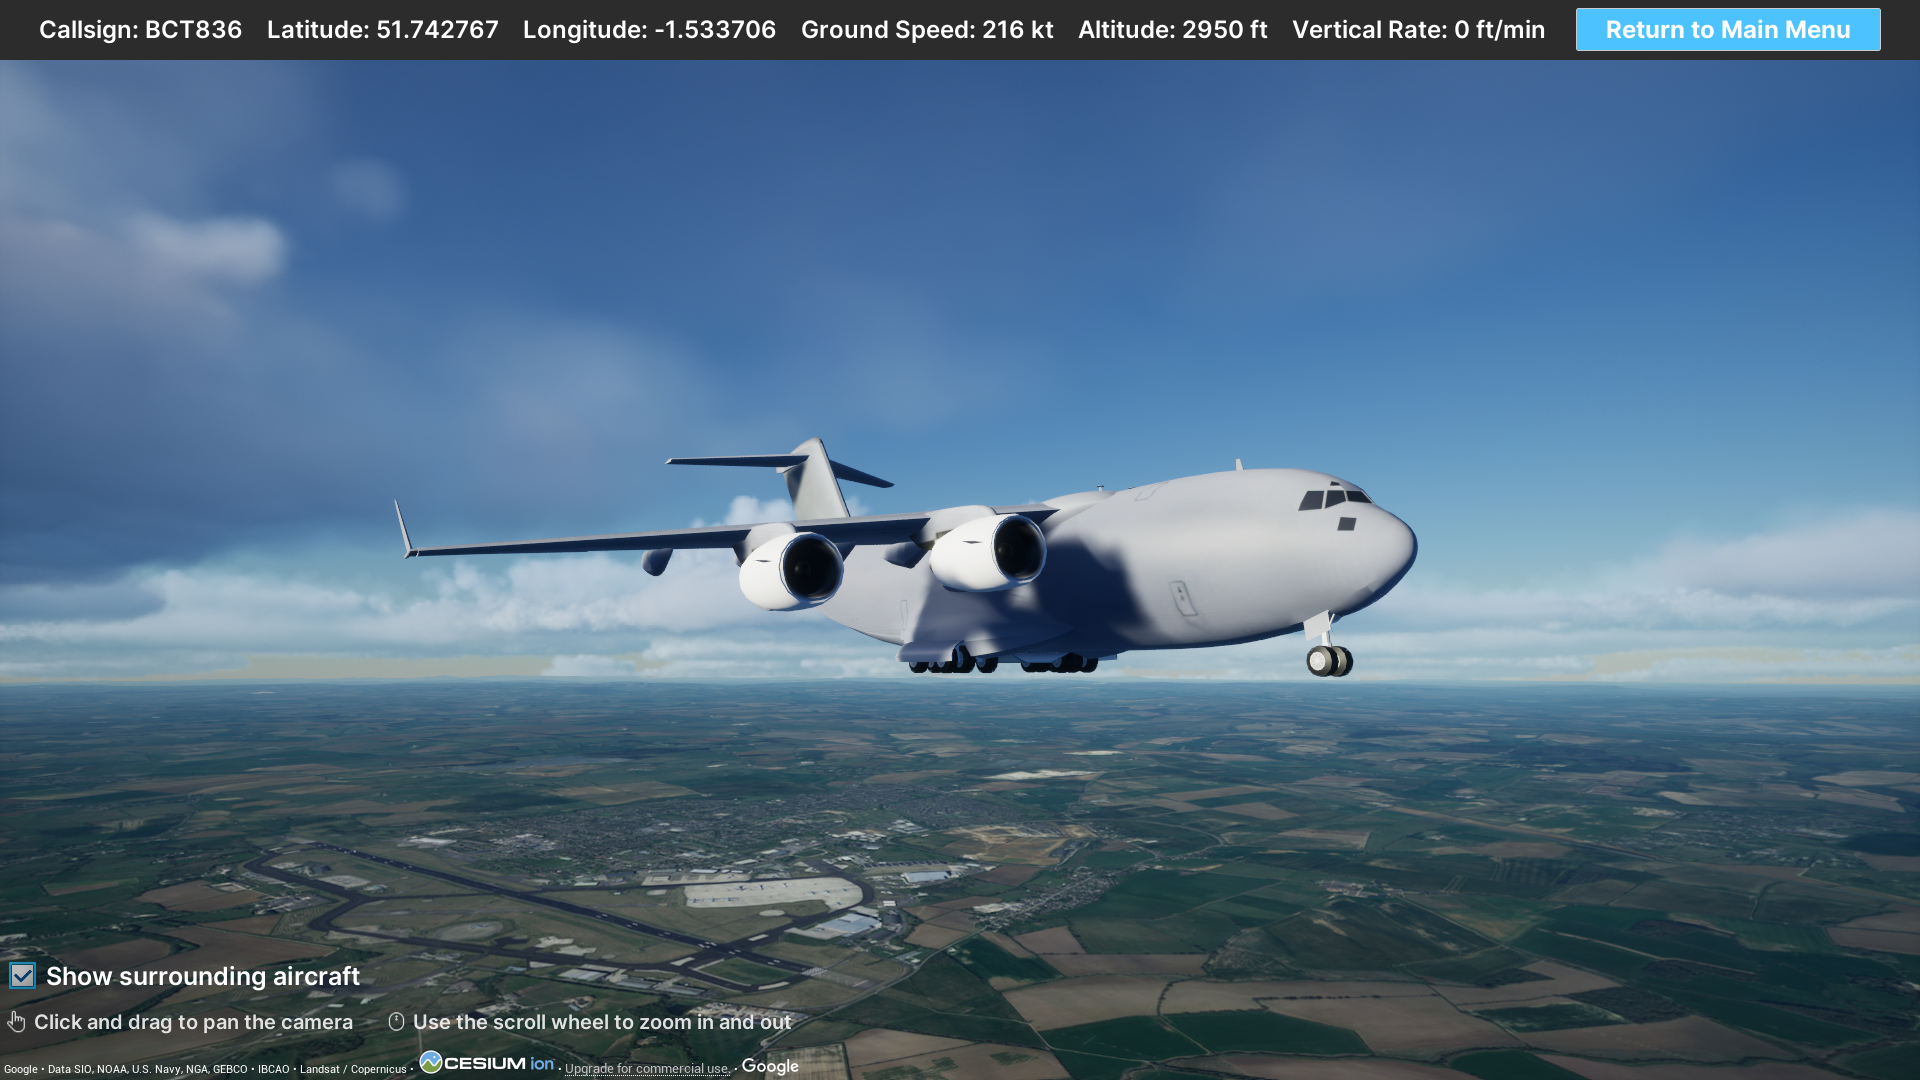 Callsign: BCT836 Latitude: 51.742767 Longitude: -1.533706 Ground Speed: 216 kt Altitude: 2950 ft Vertical Rate: 0 ft/min Return to Main Menu
Show surrounding aircraft
Click and drag to pan the camera Use the scroll wheel to zoom in and out
Google • Data SIO, NOAA, U.S. Navy, NGA, GEBCO • IBCAO • Landsat / Copernicus • CESIUM ion • Upgrade for commercial use. • Google